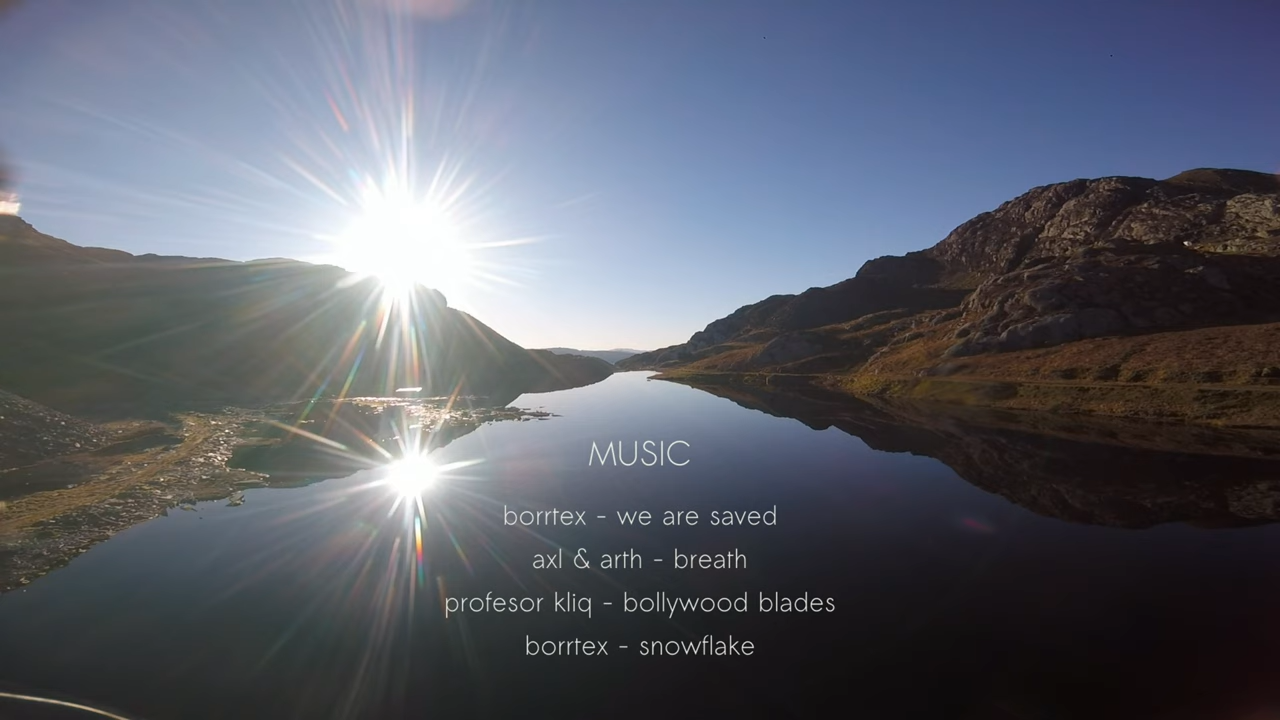 MUSIC
borrtex - we are saved
axl & arth - breath
profesor kliq - bollywood blades
borrtex - snowflake